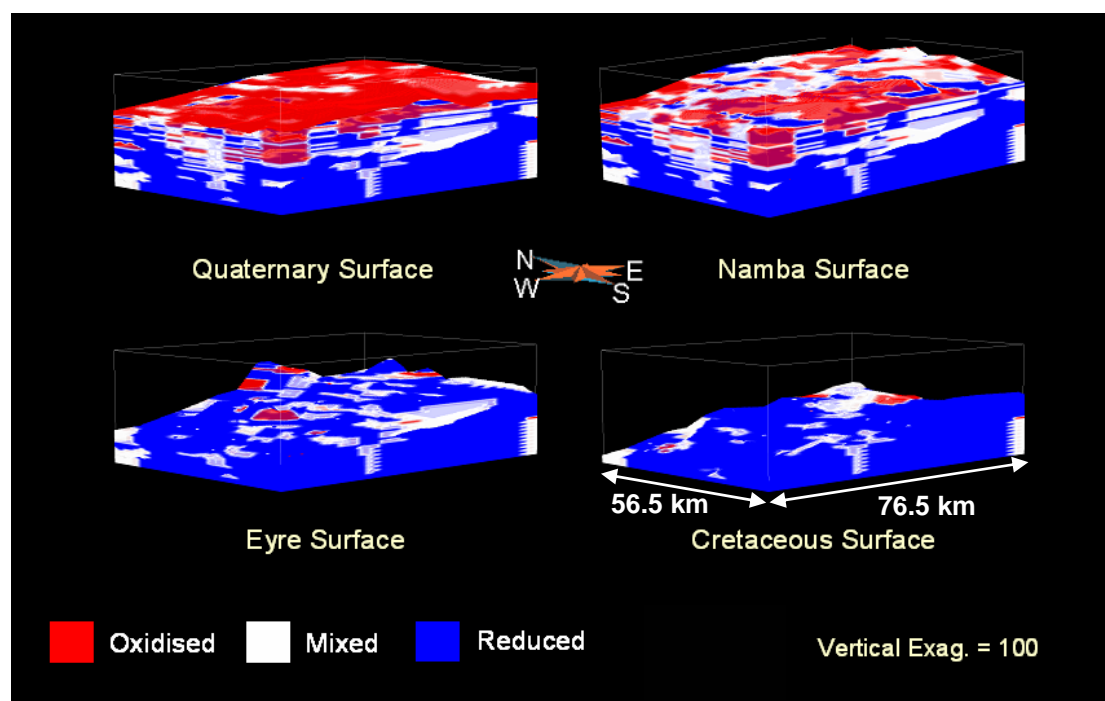 Quaternary Surface
Namba Surface
N
E
W
S
Eyre Surface
56.5 km
76.5 km
Cretaceous Surface
Oxidised
Mixed
Reduced
Vertical Exag. = 100